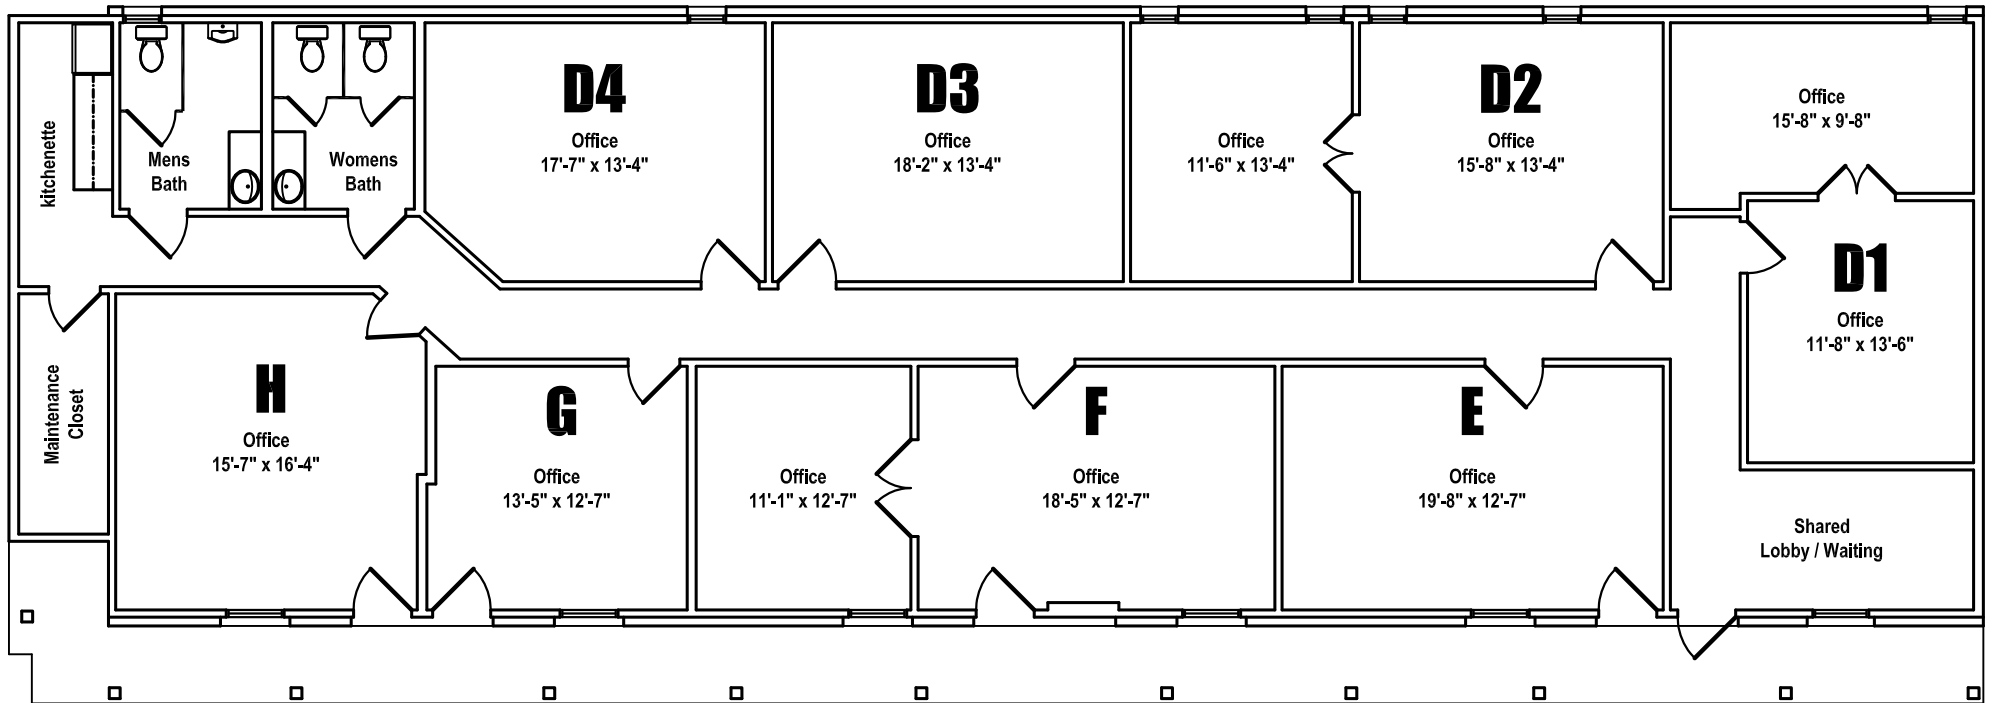 kitchenette
Mens
Bath
Womens
Bath
D4
Office
17'-7" x 13'-4"
D3
Office
18'-2" x 13'-4"
Office
11'-6" x 13'-4"
D2
Office
15'-8" x 13'-4"
Office
15'-8" x 9'-8"
D1
Office
11'-8" x 13'-6"
Maintenance
Closet
H
Office
15'-7" x 16'-4"
G
Office
13'-5" x 12'-7"
Office
11'-1" x 12'-7"
F
Office
18'-5" x 12'-7"
E
Office
19'-8" x 12'-7"
Shared
Lobby / Waiting